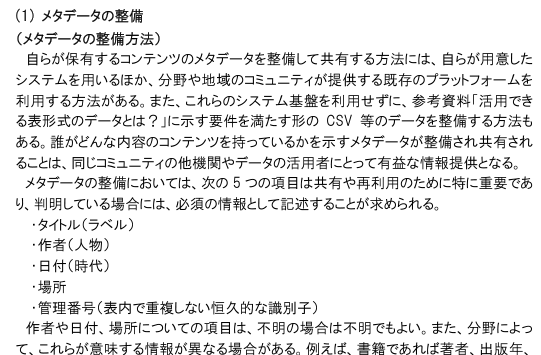 (1) メタデータの整備
(メタデータの整備方法)
自らが保有するコンテンツのメタデータを整備して共有する方法には、自らが用意した
システムを用いるほか、分野や地域のコミュニティが提供する既存のプラットフォームを
利用する方法がある。また、これらのシステム基盤を利用せずに、参考資料「活用でき
る表形式のデータとは?」に示す要件を満たす形の CSV 等のデータを整備する方法も
ある。誰がどんな内容のコンテンツを持っているかを示すメタデータが整備され共有され
ることは、同じコミュニティの他機関やデータの活用者にとって有益な情報提供となる。
メタデータの整備においては、次の5つの項目は共有や再利用のために特に重要であ
り、判明している場合には、必須の情報として記述することが求められる。
・タイトル(ラベル)
・作者(人物)
・日付(時代)
・場所
・管理番号(表内で重複しない恒久的な識別子)
作者や日付、場所についての項目は、不明の場合は不明でもよい。また、分野によっ
て、これらが意味する情報が異なる場合がある。例えば、書籍であれば著者、出版年、